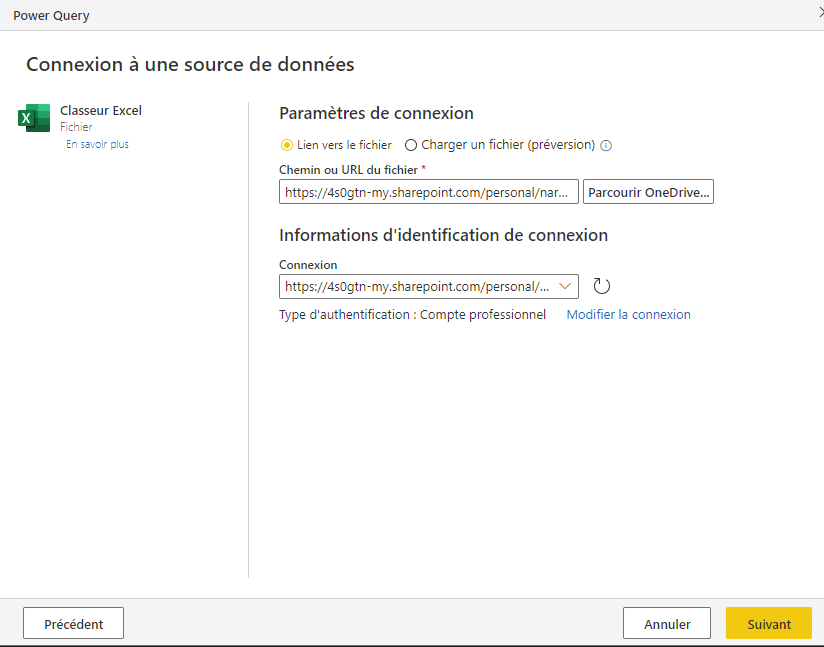 Power Query
Connexion à une source de données
Classeur Excel
Fichier
En savoir plus
Paramètres de connexion
Lien vers le fichier Charger un fichier (préversion)
Chemin ou URL du fichier *
https://4s0gtn-my.sharepoint.com/personal/nar... Parcourir OneDrive...
Informations d'identification de connexion
Connexion
https://4s0gtn-my.sharepoint.com/personal/...
Type d'authentification : Compte professionnel Modifier la connexion
Précédent Annuler Suivant